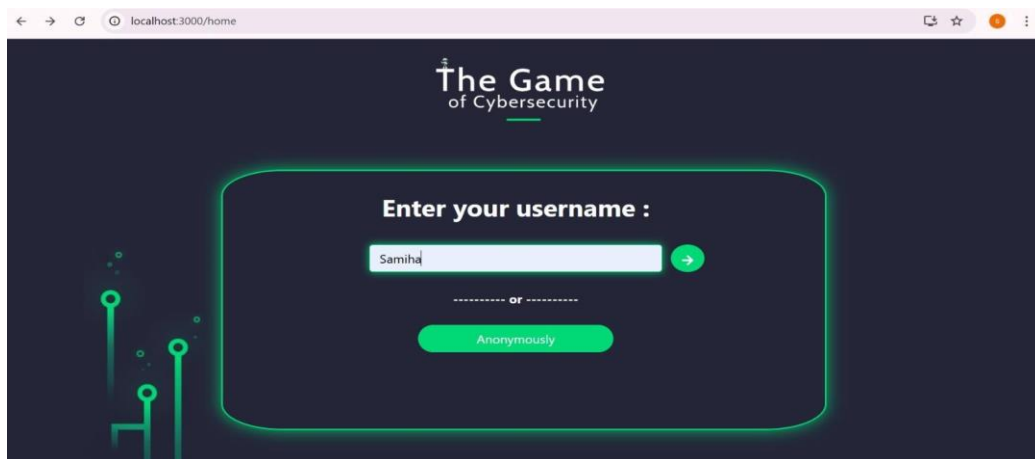 localhost:3000/home
The Game
of Cybersecurity
Enter your username :
Samiha
---------- or ----------
Anonymously